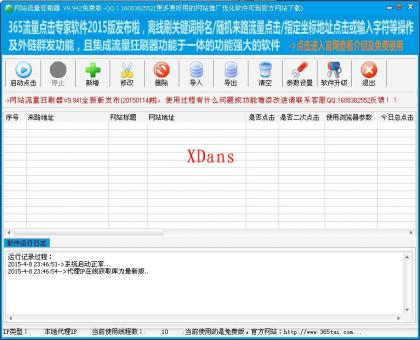 网站流量狂刷器 V9.942免费版-QQ：1608382552(更多更好用的网站推广优化软件可到官方网站下载)
365流量点击专家软件2015版发布啦，离线刷关键词排名/随机来路流量点击/指定坐标地址点击或输入字符等操作
及外链群发功能，且集成流量狂刷器功能于一体的功能强大的软件 ->点击进入官网查看介绍及免费使用
启动点击 停止 新增 修改 删除 导入 导出 清空 参数设置 软件升级 退出
->网站流量狂刷器V9.941全新版发布(20150114)啦，使用过程有什么问题或功能增添改进请联系客服QQ:1608382552反馈！！
序号 来路地址 网站标题 网站地址 是否点击 是否二次点击 使用浏览器参数 今日总点击
XDans
软件运行日志
运行记录过程：
2015-4-8 23:46:51->系统启动正常...
2015-4-8 23:46:54->代理IP在线获取库为最新版..
IP类型： 本地代理IP 当前使用线程数： 10 当前使用的是免费版，官方网站：http://www.365tui.com...